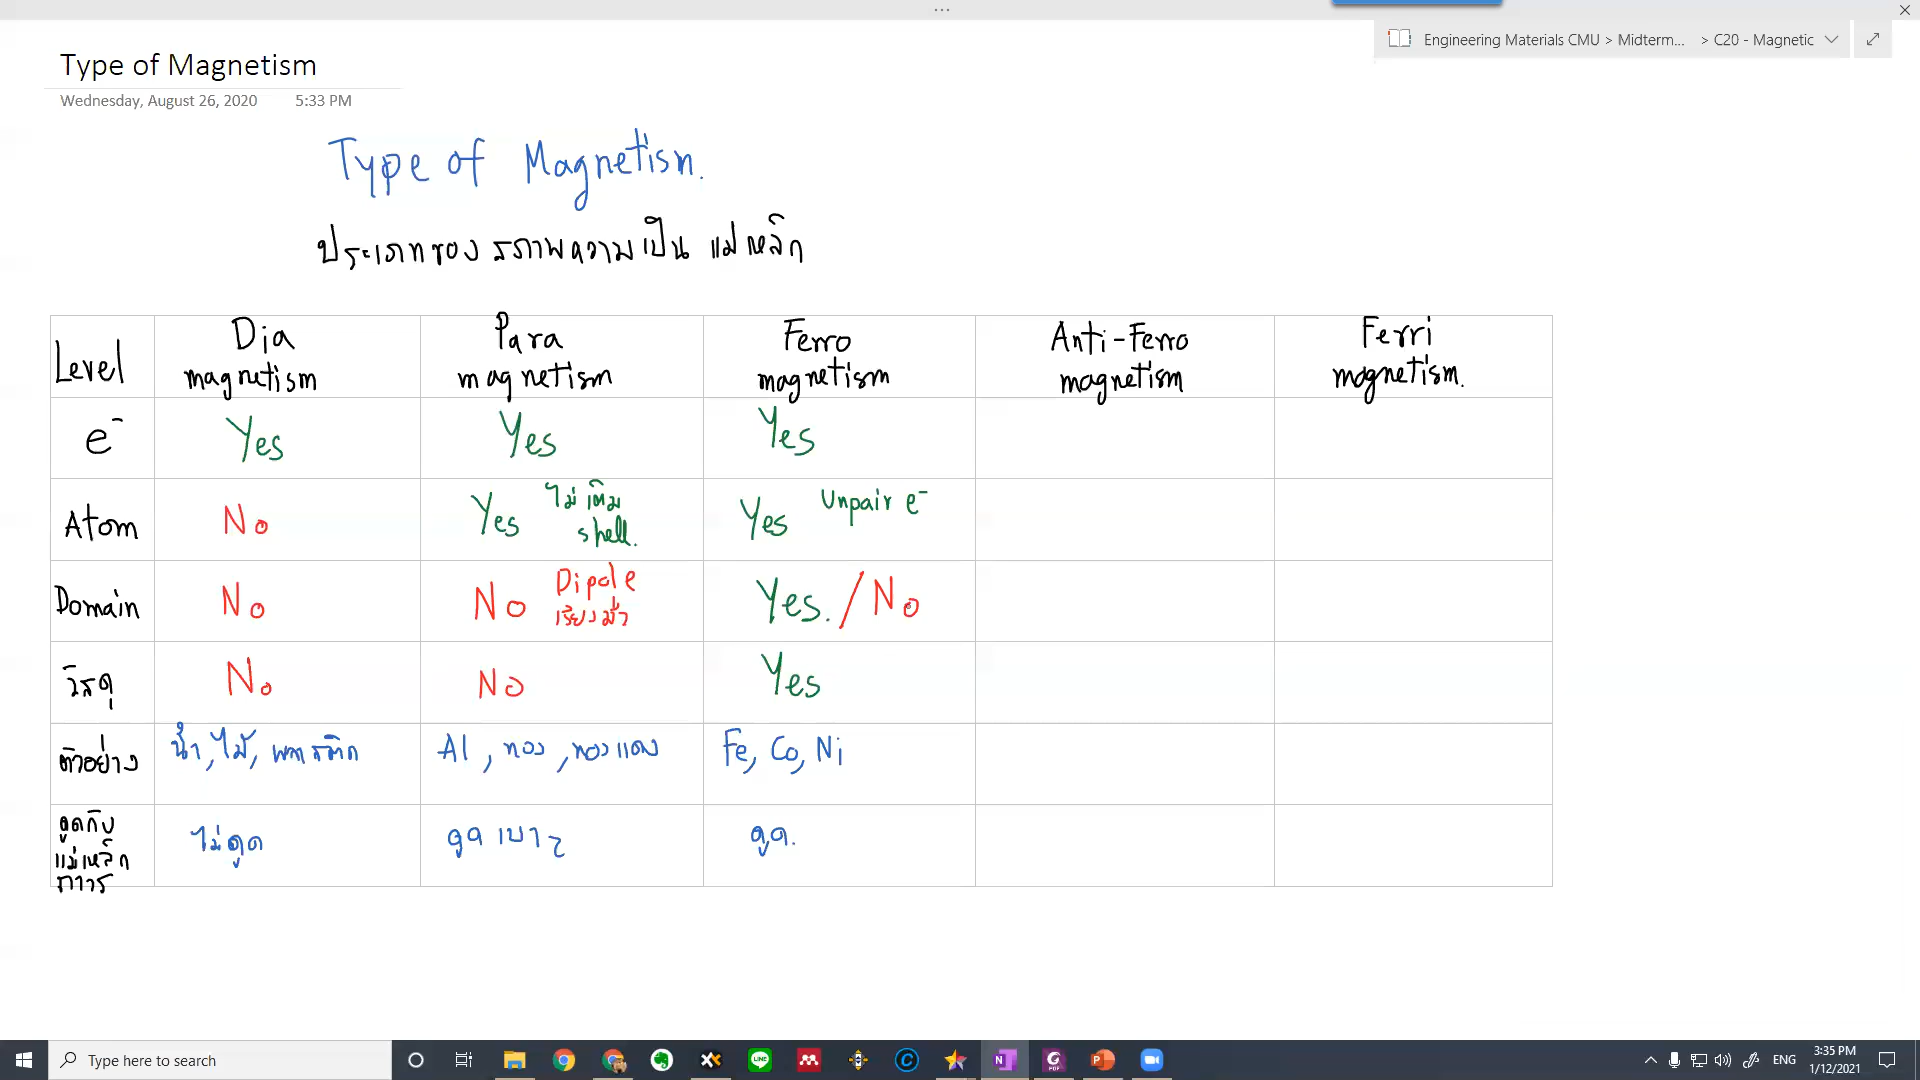 Engineering Materials CMU > Midterm... > C20 - Magnetic
Type of Magnetism
Wednesday, August 26, 2020 5:33 PM
Type of Magnetism.
ประเภทของ สภาพความเป็น แม่เหล็ก
Level
Dia magnetism
Para magnetism
Ferro magnetism
Anti-Ferro magnetism
Ferri magnetism.
e⁻
Yes
Yes
Yes
Atom
No
Yes ไม่เต็ม shell.
Yes Unpair e⁻
Domain
No
No Dipole เรียงมั่ว
Yes. / No
วัสดุ
No
No
Yes
ตัวอย่าง
น้ำ, ไม้, พลาสติก
Al, ทอง, ทองแดง
Fe, Co, Ni
ดูดกับ แม่เหล็ก ถาวร
ไม่ดูด
ดูดเบาๆ
ดูด.
Type here to search
ENG
3:35 PM
1/12/2021